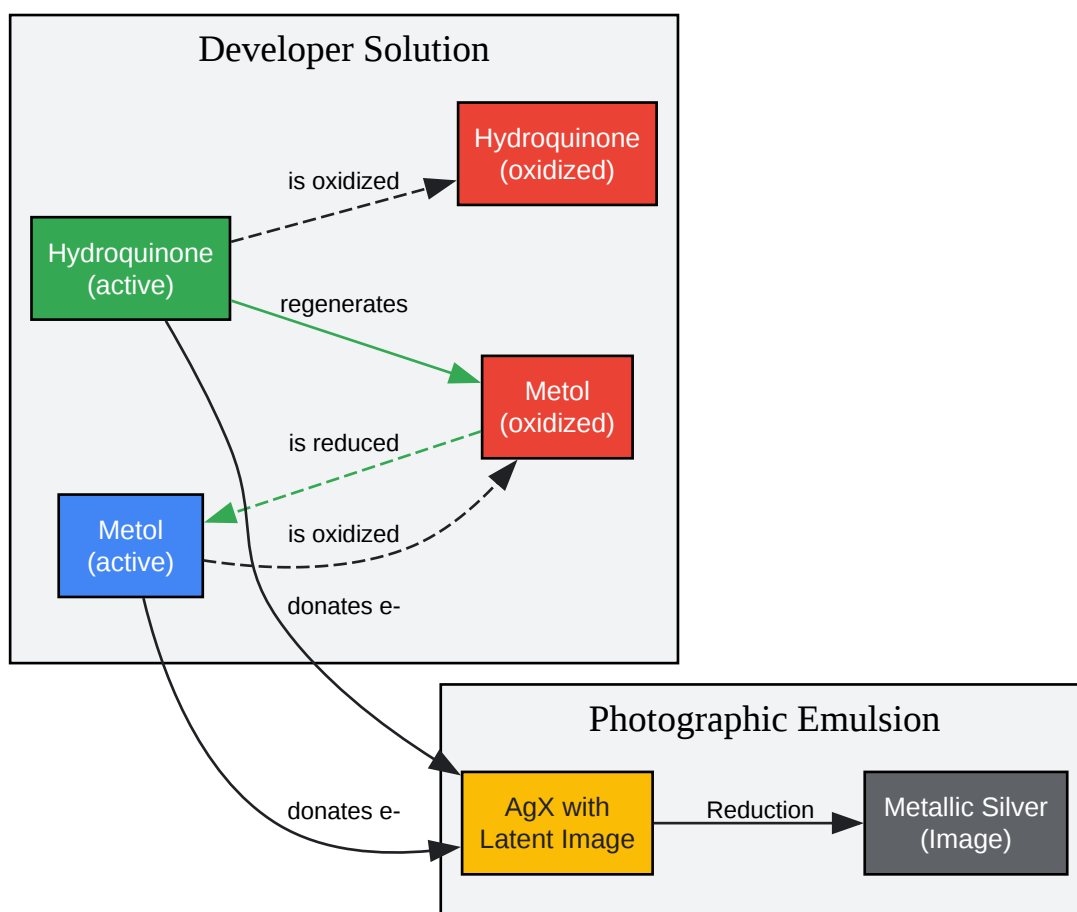 Developer Solution
Hydroquinone
(oxidized)
is oxidized
Hydroquinone
(active)
regenerates
Metol
(oxidized)
is reduced
Metol
(active)
is oxidized
donates e-
Photographic Emulsion
donates e-
AgX with
Latent Image
Reduction
Metallic Silver
(Image)